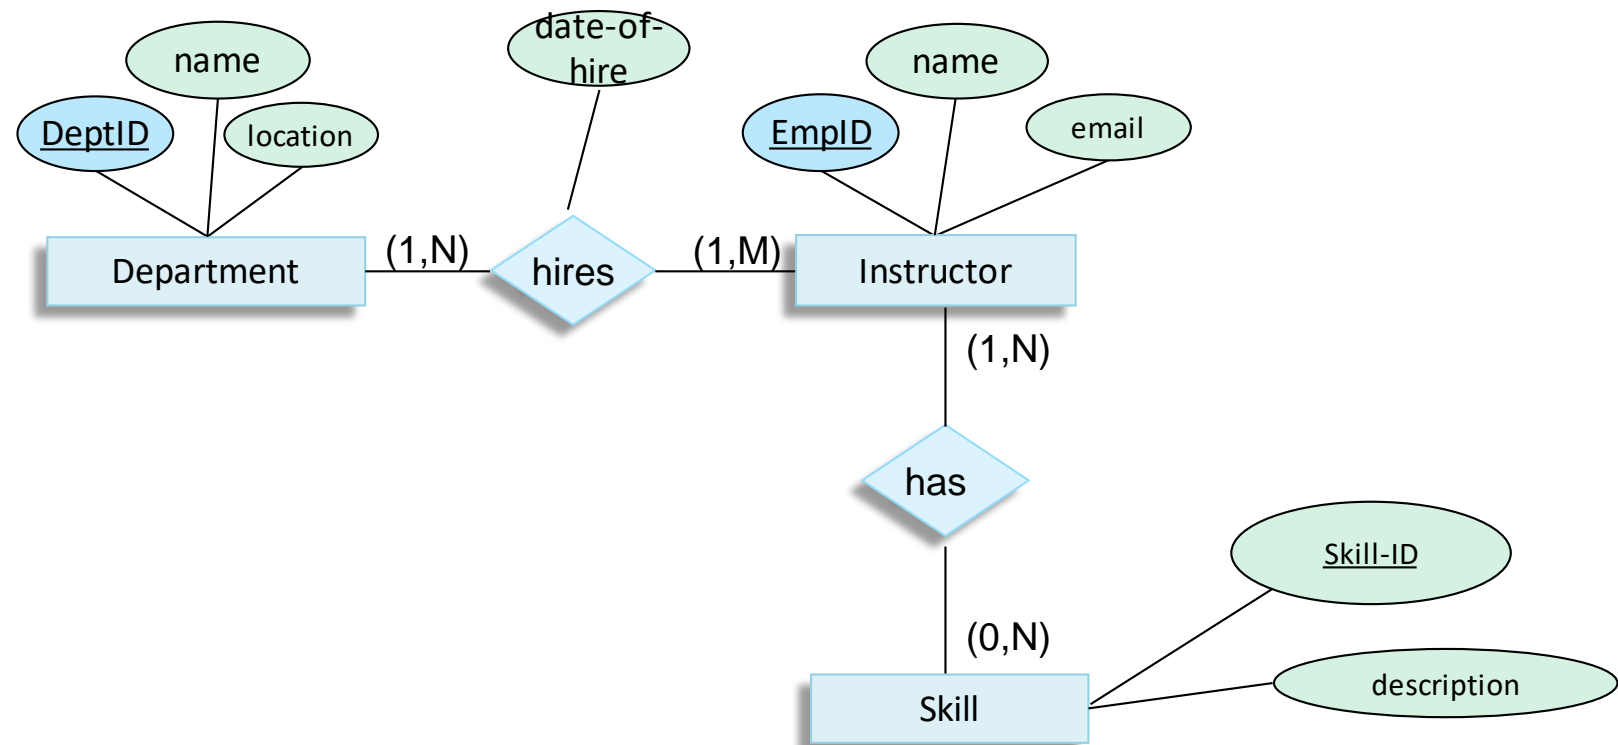 date-of-
hire
name
name
DeptID
location
EmpID
email
Department
(1,N)
hires
(1,M)
Instructor
(1,N)
has
Skill-ID
(0,N)
description
Skill